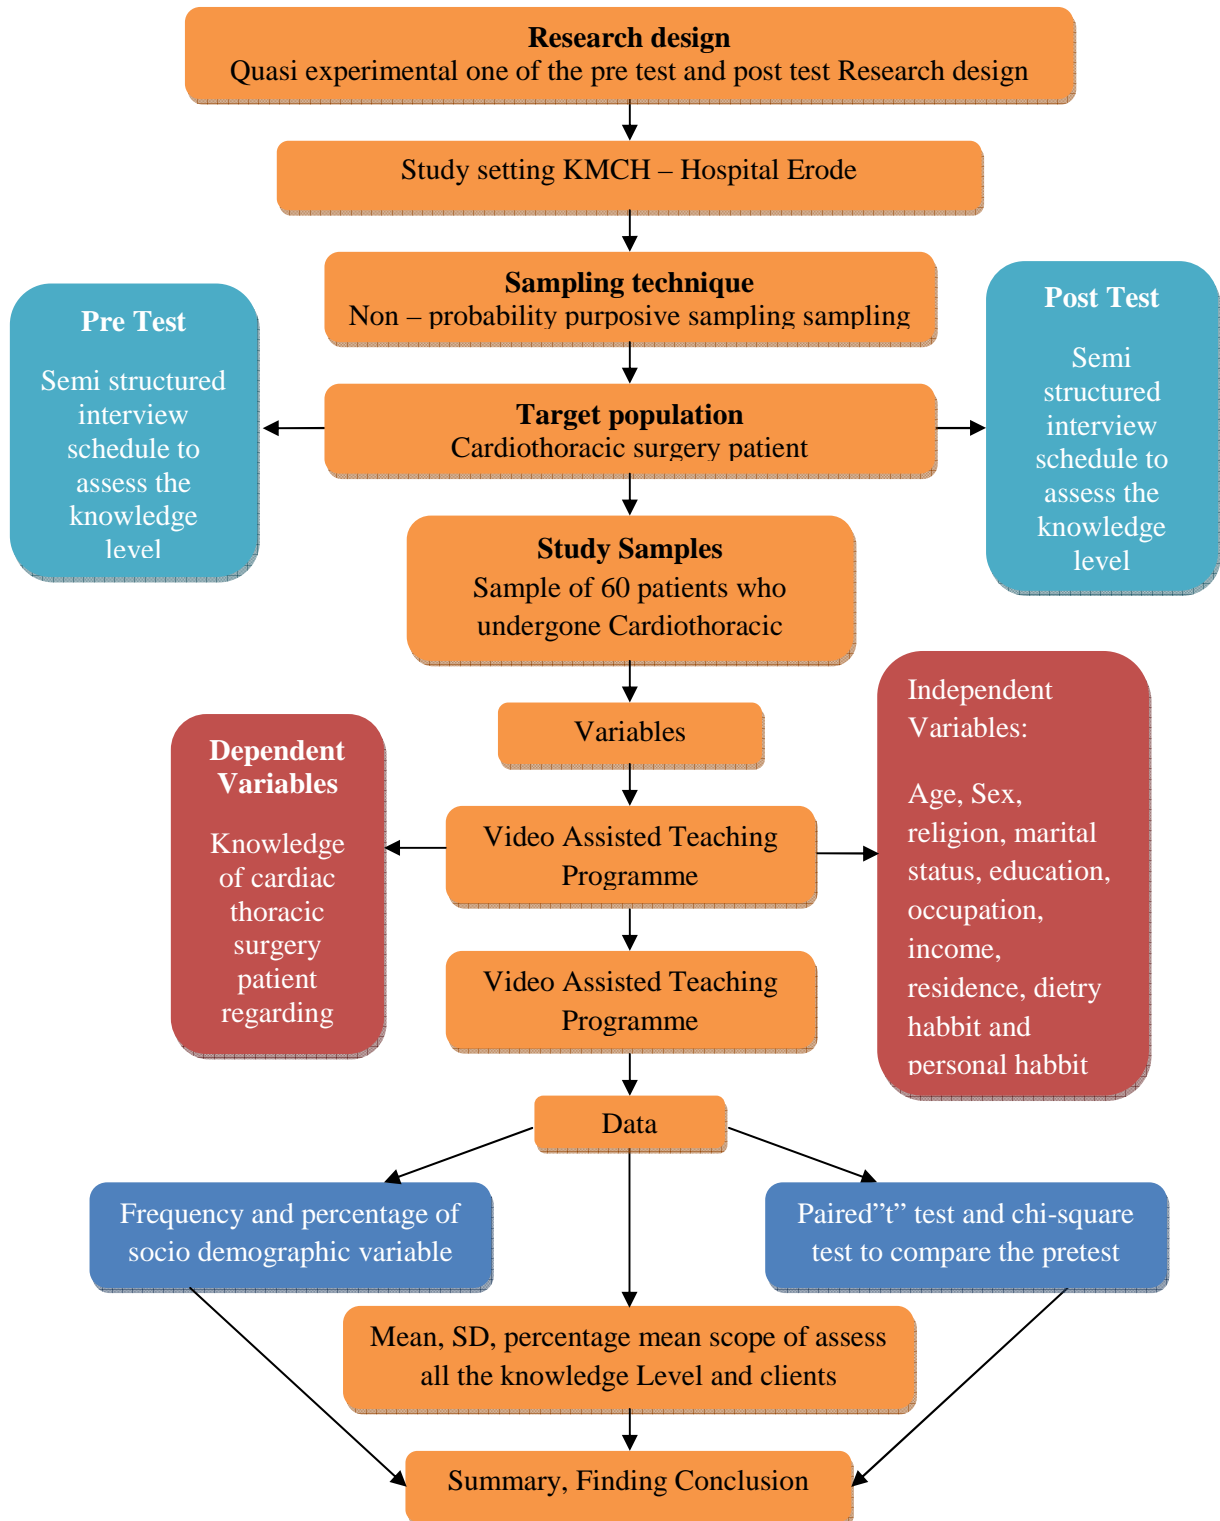 Research design
Quasi experimental one of the pre test and post test Research design
Study setting KMCH – Hospital Erode
Sampling technique
Non – probability purposive sampling sampling
Pre Test
Semi structured
interview
schedule to
assess the
knowledge
level
Target population
Cardiothoracic surgery patient
Post Test
Semi
structured
interview
schedule to
assess the
knowledge
level
Study Samples
Sample of 60 patients who
undergone Cardiothoracic
Variables
Dependent
Variables
Knowledge
of cardiac
thoracic
surgery
patient
regarding
Video Assisted Teaching
Programme
Independent
Variables:
Age, Sex,
religion, marital
status, education,
occupation,
income,
residence, dietry
habbit and
personal habbit
Video Assisted Teaching
Programme
Data
Frequency and percentage of
socio demographic variable
Paired”t” test and chi-square
test to compare the pretest
Mean, SD, percentage mean scope of assess
all the knowledge Level and clients
Summary, Finding Conclusion